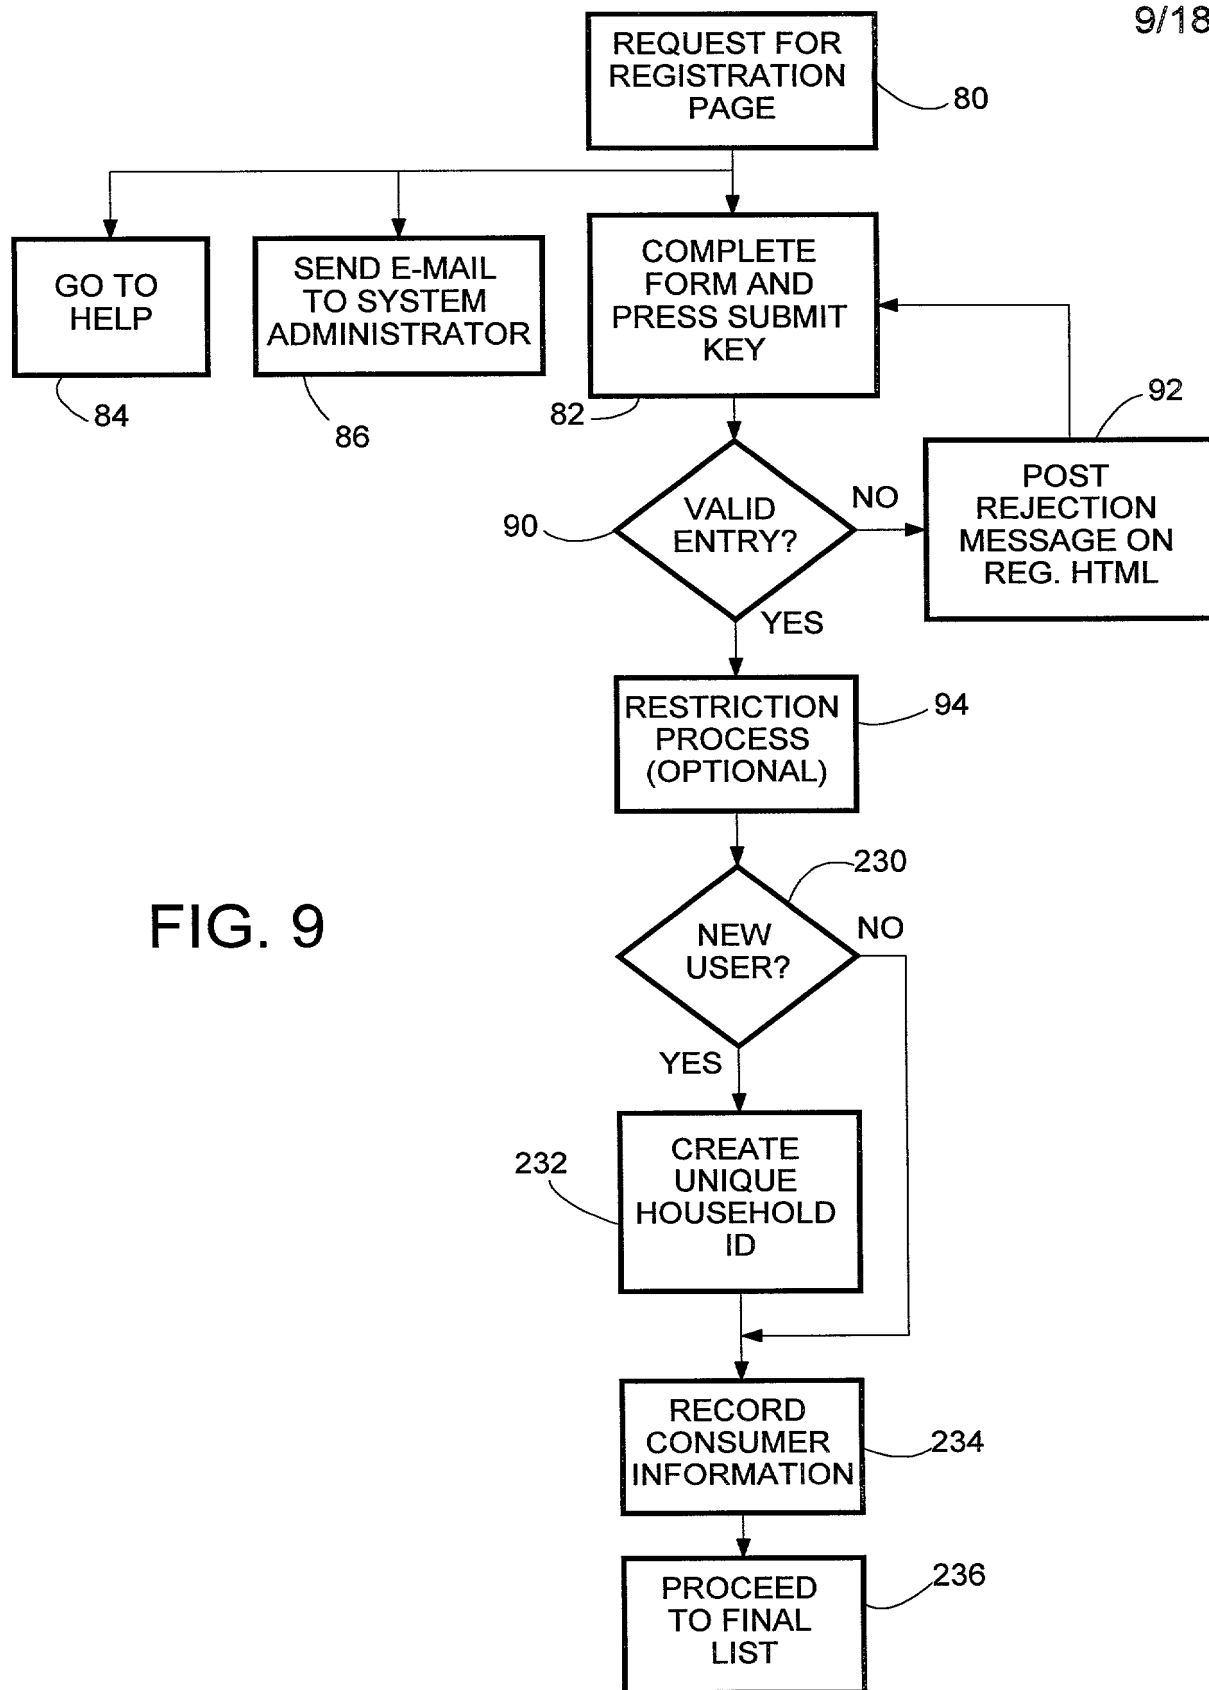 9/18
REQUEST FOR
REGISTRATION
PAGE
80
GO TO
HELP
84
SEND E-MAIL
TO SYSTEM
ADMINISTRATOR
86
COMPLETE
FORM AND
PRESS SUBMIT
KEY
82
92
POST
REJECTION
MESSAGE ON
REG. HTML
90
VALID
ENTRY?
NO
YES
RESTRICTION
PROCESS
(OPTIONAL)
94
230
NEW
USER?
NO
YES
FIG. 9
232
CREATE
UNIQUE
HOUSEHOLD
ID
RECORD
CONSUMER
INFORMATION
234
PROCEED
TO FINAL
LIST
236